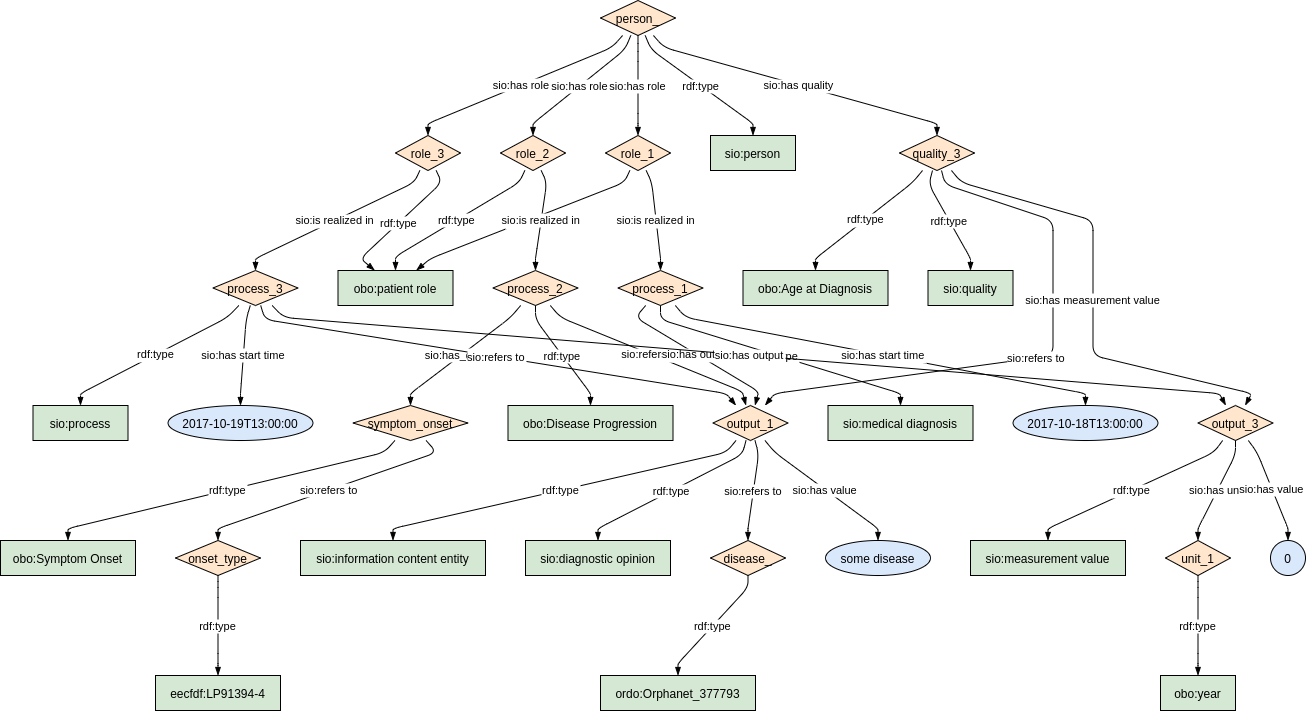 person_
sio:has role
sio:has role
sio:has role
rdf:type
sio:has quality
role_3
role_2
role_1
sio:person
quality_3
sio:is realized in
rdf:type
rdf:type
sio:is realized in
sio:is realized in
rdf:type
rdf:type
process_3
obo:patient role
process_2
process_1
obo:Age at Diagnosis
sio:quality
sio:has measurement value
rdf:type
sio:has start time
sio:has_
sio:refers to
rdf:type
sio:refers
sio:has out
sio:has output
pe
sio:has start time
sio:refers to
sio:process
2017-10-19T13:00:00
symptom_onset
obo:Disease Progression
output_1
sio:medical diagnosis
2017-10-18T13:00:00
output_3
rdf:type
sio:refers to
rdf:type
rdf:type
sio:refers to
sio:has value
rdf:type
sio:has un
sio:has value
obo:Symptom Onset
onset_type
sio:information content entity
sio:diagnostic opinion
disease_
some disease
sio:measurement value
unit_1
0
rdf:type
rdf:type
rdf:type
eecfdf:LP91394-4
ordo:Orphanet_377793
obo:year